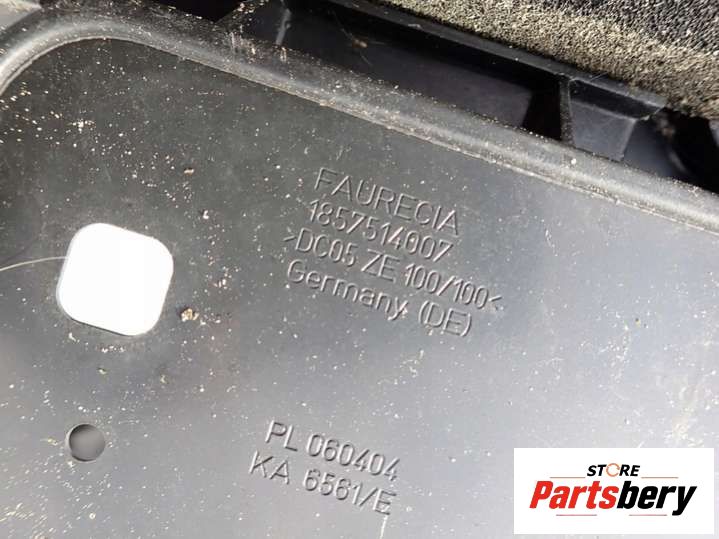 FAURECIA
1857514007
>DC05 ZE 100/100<
Germany (DE)
PL 060404
KA 6561/E
STORE
Partsbery